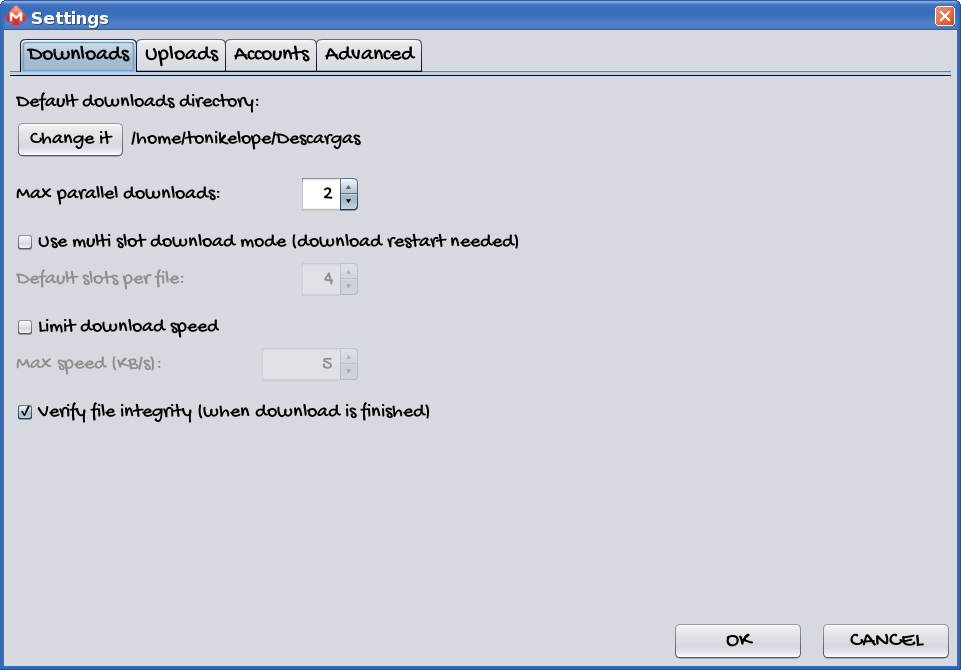 Settings
Downloads Uploads Accounts Advanced
Default downloads directory:
Change it /home/tonikelope/Descargas
Max parallel downloads: 2
Use multi slot download mode (download restart needed)
Default slots per file: 4
Limit download speed
Max speed (KB/s): 5
Verify file integrity (when download is finished)
OK CANCEL